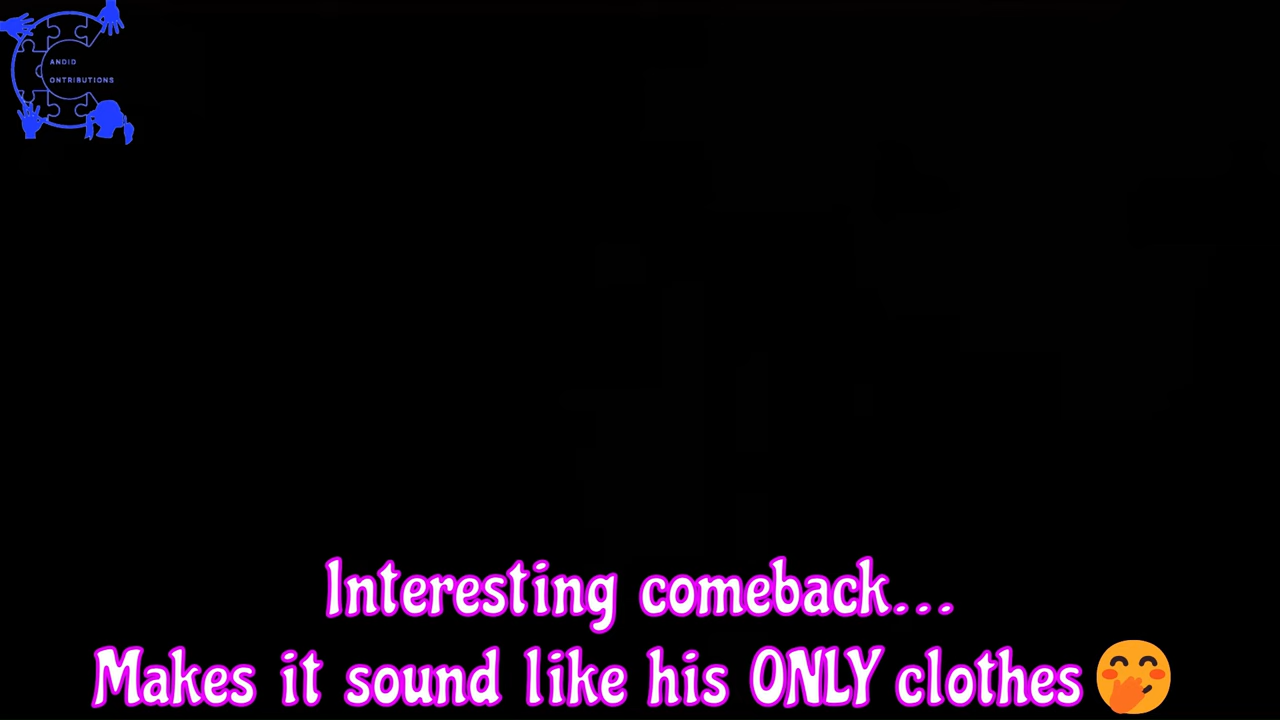 ANDID
ONTRIBUTIONS
Interesting comeback...
Makes it sound like his ONLY clothes